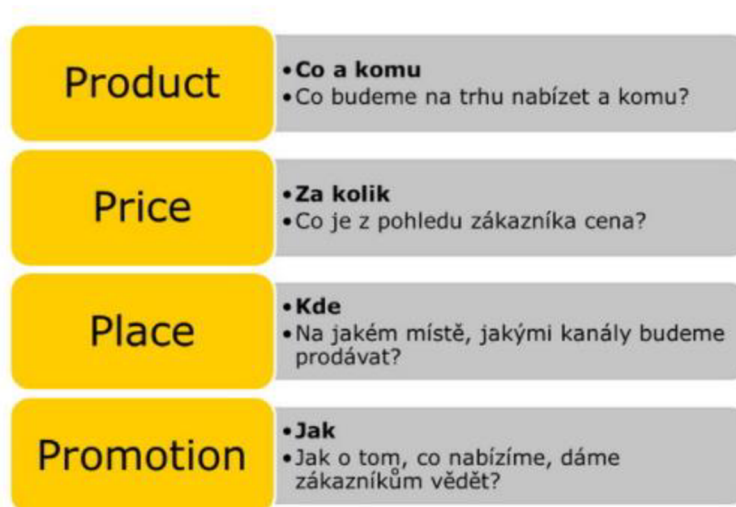 Product
• Co a komu
• Co budeme na trhu nabízet a komu?
Price
• Za kolik
• Co je z pohledu zákazníka cena?
Place
• Kde
• Na jakém místě, jakými kanály budeme
prodávat?
Promotion
• Jak
• Jak o tom, co nabízíme, dáme
zákazníkům vědět?